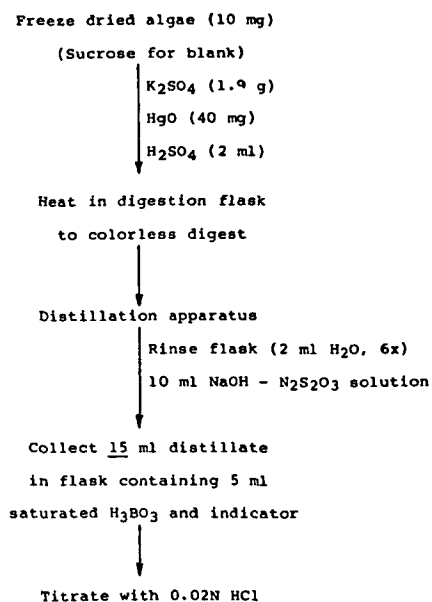 Freeze dried algae (10 mg)
(Sucrose for blank)
K2SO4 (1.9 g)
HgO (40 mg)
H2SO4 (2 ml)
Heat in digestion flask
to colorless digest
Distillation apparatus
Rinse flask (2 ml H2O, 6x)
10 ml NaOH - N2S2O3 solution
Collect 15 ml distillate
in flask containing 5 ml
saturated H3BO3 and indicator
Titrate with 0.02N HCl